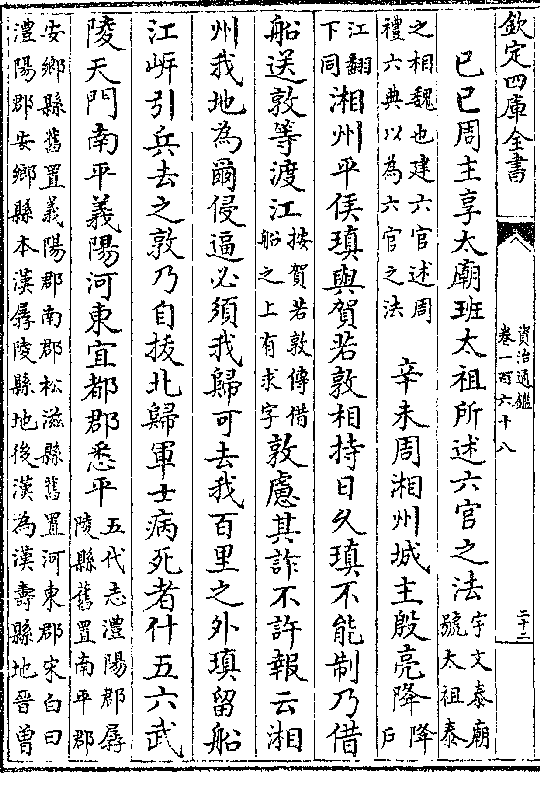 欽定四庫全書
資治通鑑
卷一百六十八
二十二
已巳周主享太廟班太祖所述六官之法宇文泰廟
號太祖泰
之相魏也建六官述周
禮六典以為六官之法辛未周湘州城主殷亮降降
户
江翻
下同湘州平侯瑱與賀若敦相持日久瑱不能制乃借
船送敦等渡江按賀若敦傳借
船之上有求字敦慮其詐不許報云湘
州我地為爾侵逼必須我歸可去我百里之外瑱留船
江㟁引兵去之敦乃自拔北歸軍士病死者什五六武
陵天門南平義陽河東宜都郡悉平五代志澧陽郡孱
陵縣舊置南平郡
安鄉縣舊置義陽郡南郡松滋縣舊置河東郡宋白曰
澧陽郡安鄉縣本漢孱陵縣地後漢為漢壽縣地晉曾